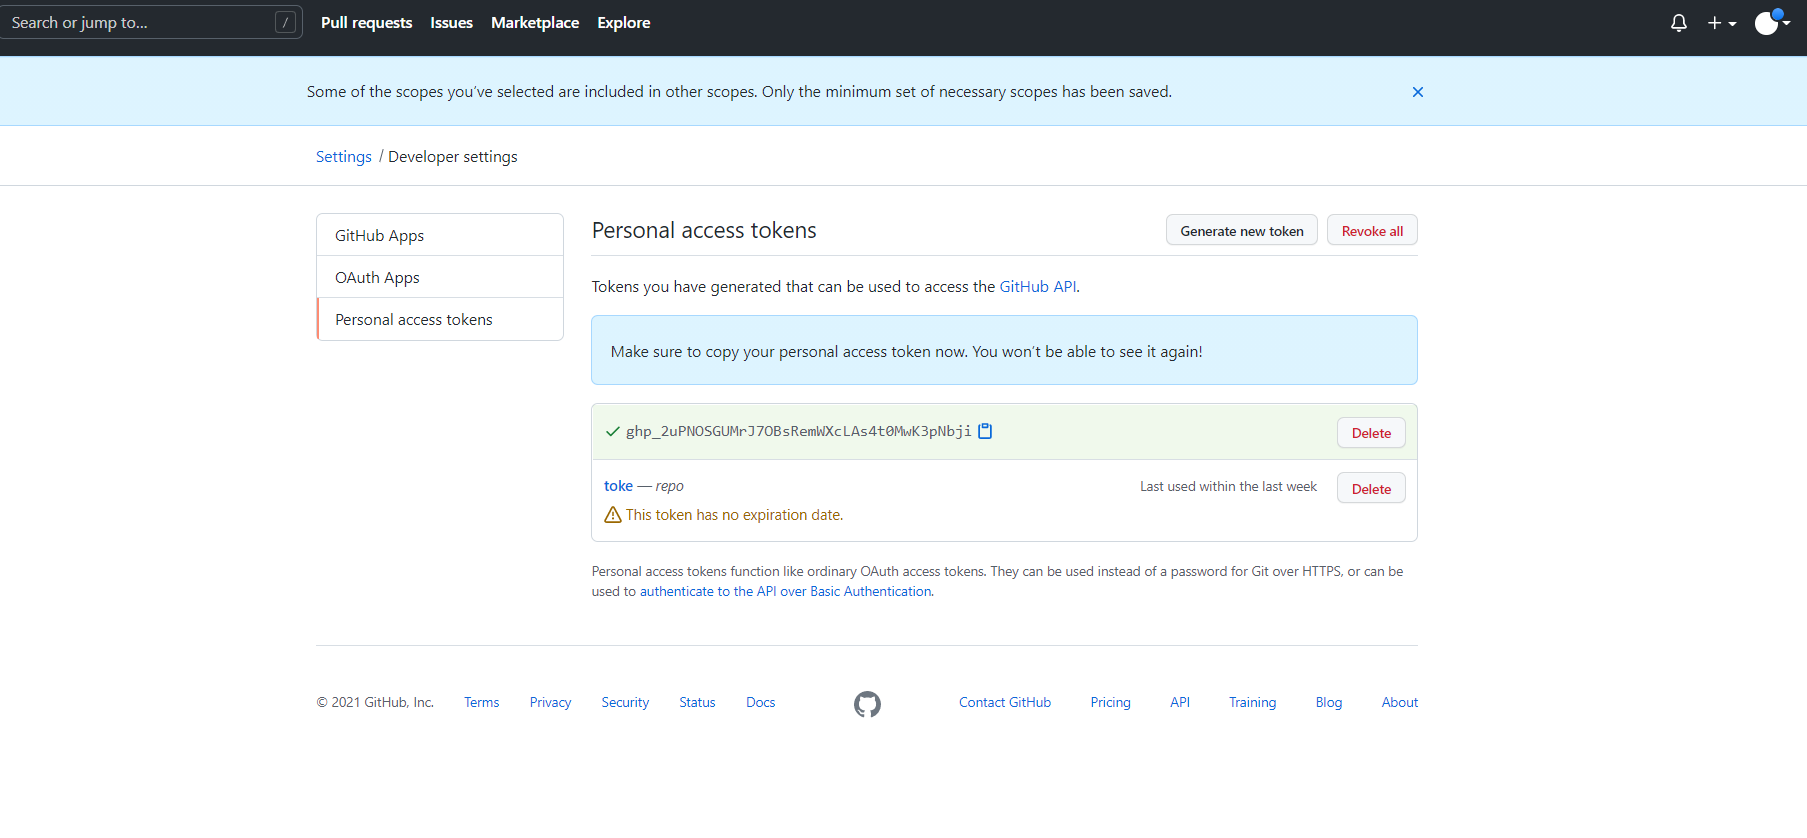 Search or jump to...
/
Pull requests
Issues
Marketplace
Explore
Some of the scopes you've selected are included in other scopes. Only the minimum set of necessary scopes has been saved.
Settings / Developer settings
GitHub Apps
OAuth Apps
Personal access tokens
Personal access tokens
Generate new token
Revoke all
Tokens you have generated that can be used to access the GitHub API.
Make sure to copy your personal access token now. You won't be able to see it again!
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
Delete
toke — repo
Last used within the last week
Delete
This token has no expiration date.
Personal access tokens function like ordinary OAuth access tokens. They can be used instead of a password for Git over HTTPS, or can be
used to authenticate to the API over Basic Authentication.
© 2021 GitHub, Inc.
Terms
Privacy
Security
Status
Docs
Contact GitHub
Pricing
API
Training
Blog
About